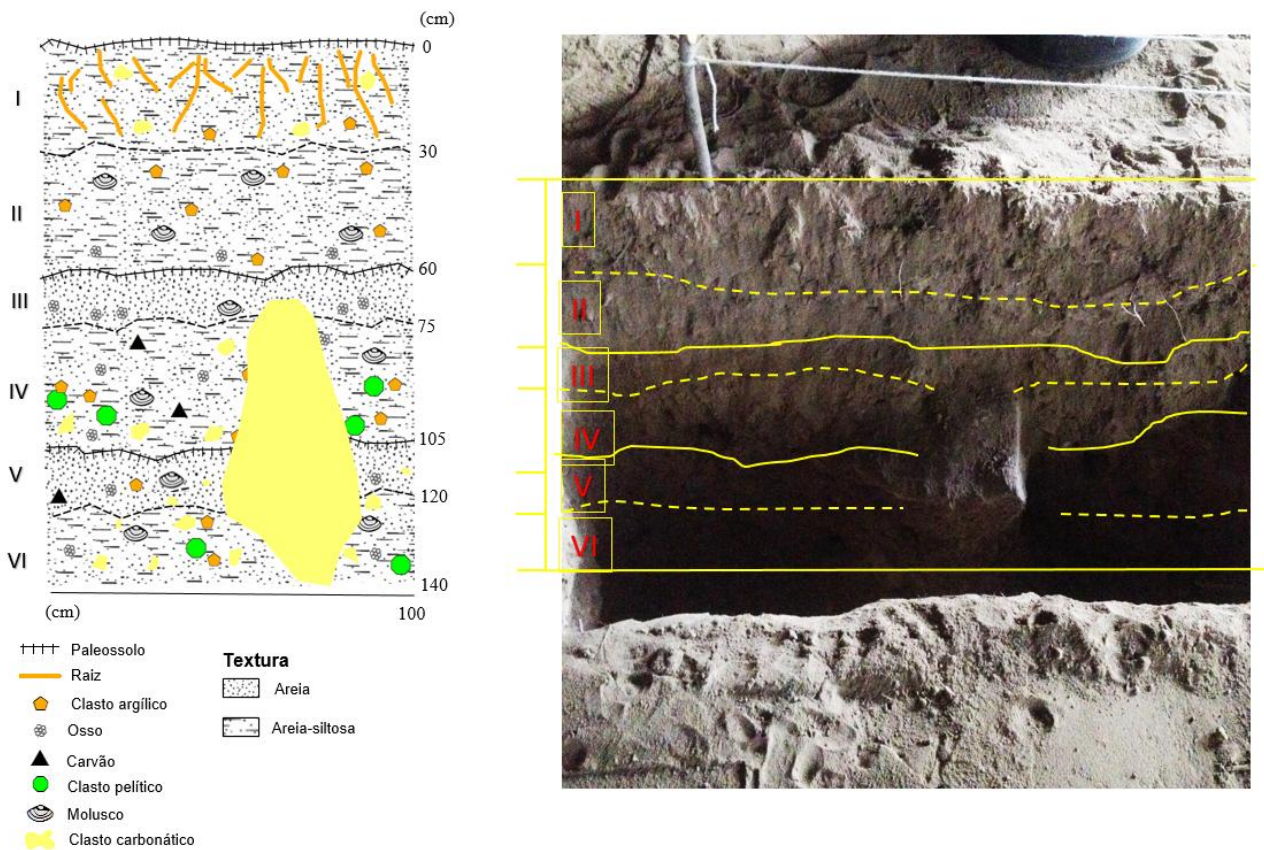 (cm)
0
I
30
II
60
III
75
IV
105
V
120
VI
140
(cm)
100
Paleossolo
Raiz
Clasto argílico
Osso
Carvão
Clasto pelítico
Molusco
Clasto carbonático
Textura
Areia
Areia-siltosa
I
II
III
IV
V
VI